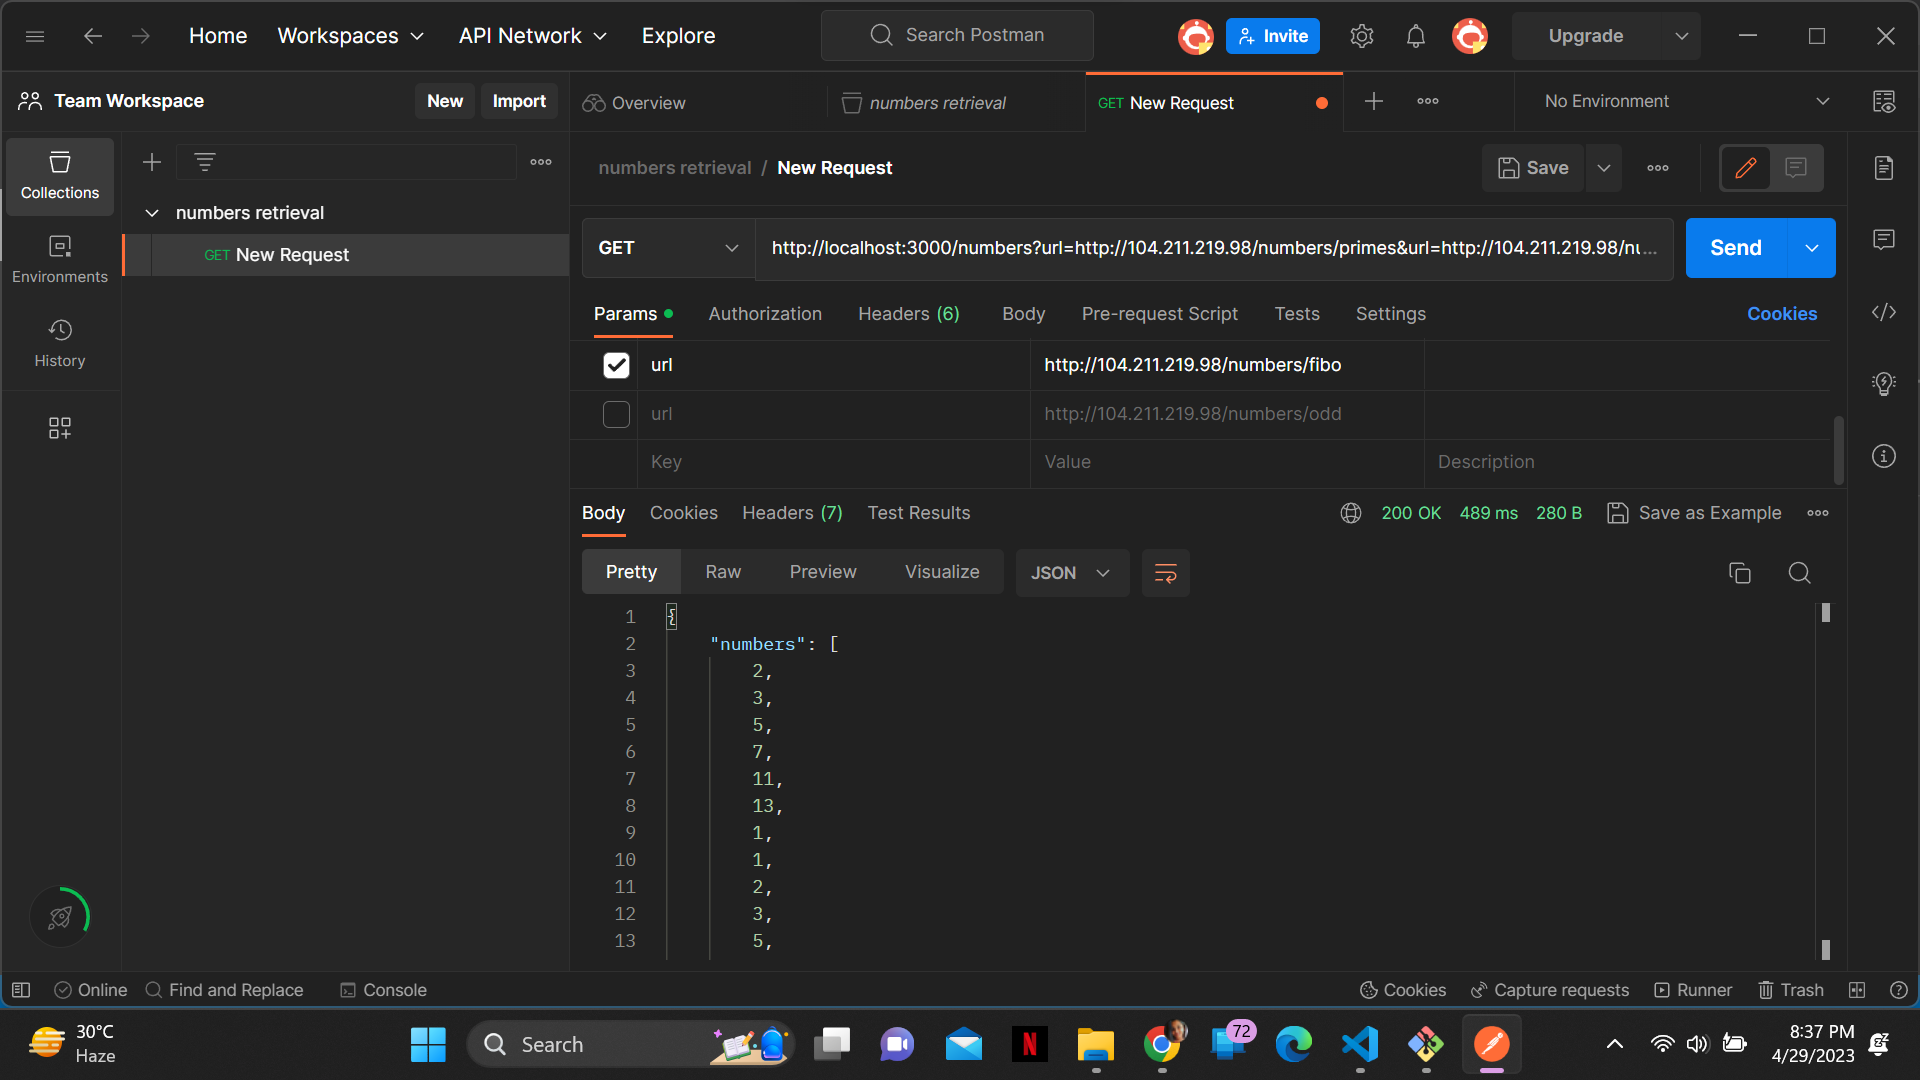 Home Workspaces API Network Explore Search Postman Invite Upgrade
Team Workspace New Import Overview numbers retrieval GET New Request No Environment
Collections
Environments
History
numbers retrieval
GET New Request
numbers retrieval / New Request Save
GET http://localhost:3000/numbers?url=http://104.211.219.98/numbers/primes&url=http://104.211.219.98/nu... Send
Params Authorization Headers (6) Body Pre-request Script Tests Settings Cookies
url http://104.211.219.98/numbers/fibo
url http://104.211.219.98/numbers/odd
Key Value Description
Body Cookies Headers (7) Test Results 200 OK 489 ms 280 B Save as Example
Pretty Raw Preview Visualize JSON
1 {
2 "numbers": [
3 2,
4 3,
5 5,
6 7,
7 11,
8 13,
9 1,
10 1,
11 2,
12 3,
13 5,
Online Find and Replace Console Cookies Capture requests Runner Trash
30°C
Haze
Search
N
72
8:37 PM
4/29/2023